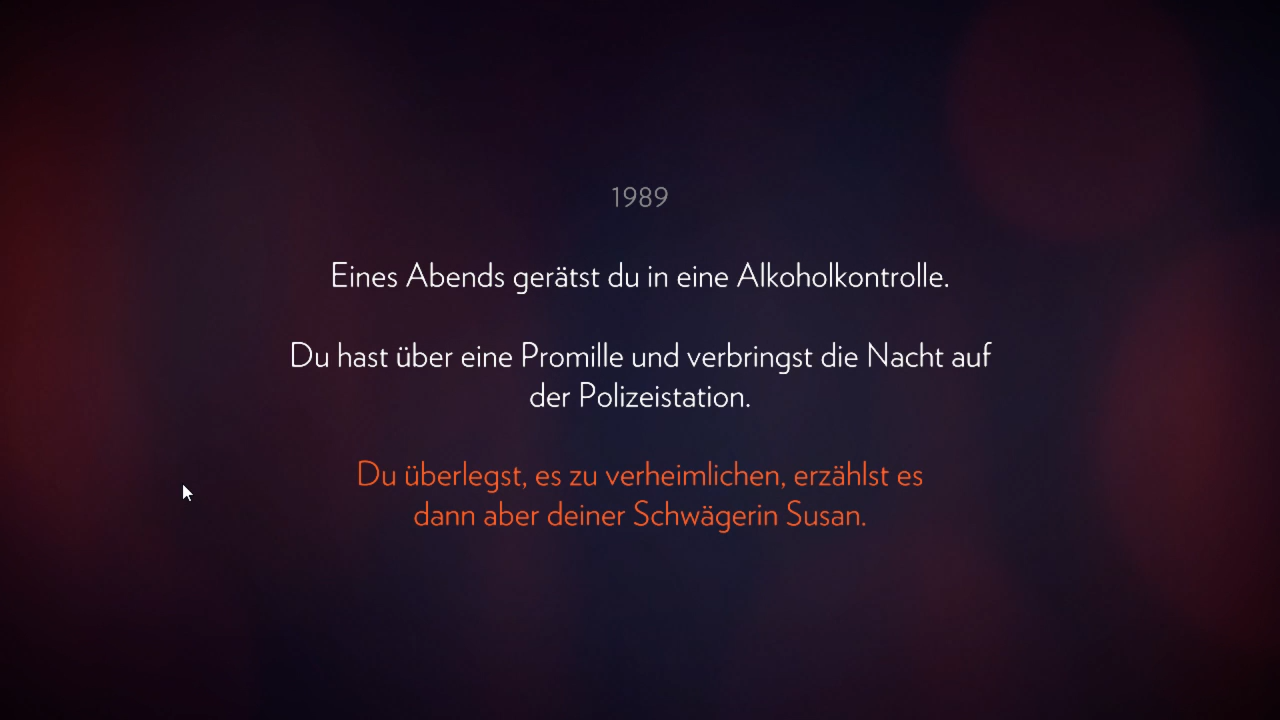 1989
Eines Abends gerätst du in eine Alkoholkontrolle.
Du hast über eine Promille und verbringst die Nacht auf
der Polizeistation.
Du überlegst, es zu verheimlichen, erzählst es
dann aber deiner Schwägerin Susan.